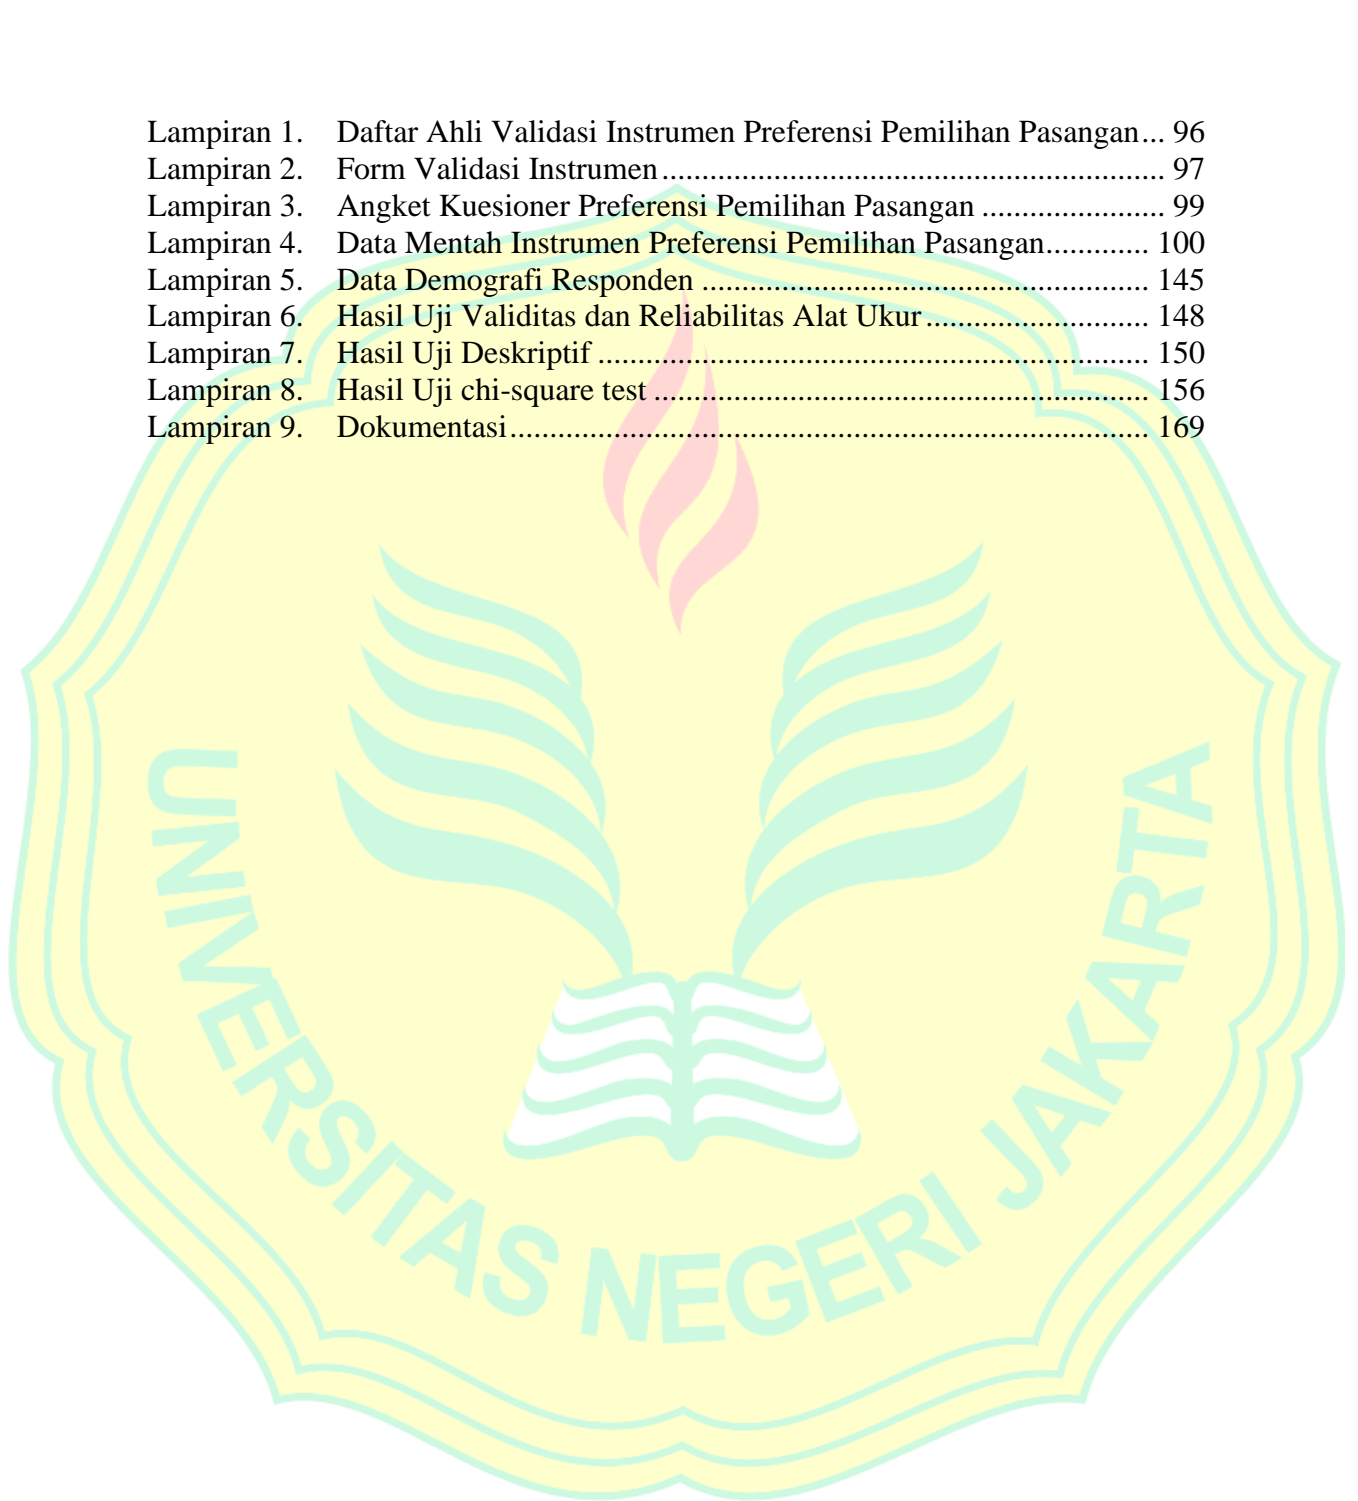 Lampiran 1. Daftar Ahli Validasi Instrumen Preferensi Pemilihan Pasangan... 96
Lampiran 2. Form Validasi Instrumen ............................................................... 97
Lampiran 3. Angket Kuesioner Preferensi Pemilihan Pasangan ....................... 99
Lampiran 4. Data Mentah Instrumen Preferensi Pemilihan Pasangan............. 100
Lampiran 5. Data Demografi Responden ........................................................ 145
Lampiran 6. Hasil Uji Validitas dan Reliabilitas Alat Ukur ............................ 148
Lampiran 7. Hasil Uji Deskriptif ..................................................................... 150
Lampiran 8. Hasil Uji chi-square test .............................................................. 156
Lampiran 9. Dokumentasi................................................................................ 169
UNIVERSITAS NEGERI JAKARTA